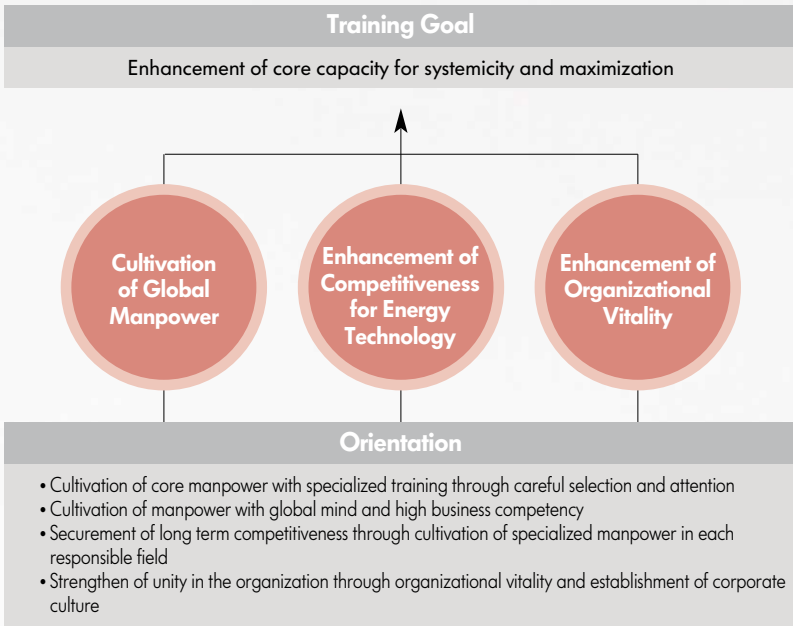 Training Goal
Enhancement of core capacity for systemicity and maximization
Cultivation
of Global
Manpower
Enhancement of
Competitiveness
for Energy
Technology
Enhancement of
Organizational
Vitality
Orientation
• Cultivation of core manpower with specialized training through careful selection and attention
• Cultivation of manpower with global mind and high business competency
• Securement of long term competitiveness through cultivation of specialized manpower in each
responsible field
• Strengthen of unity in the organization through organizational vitality and establishment of corporate
culture